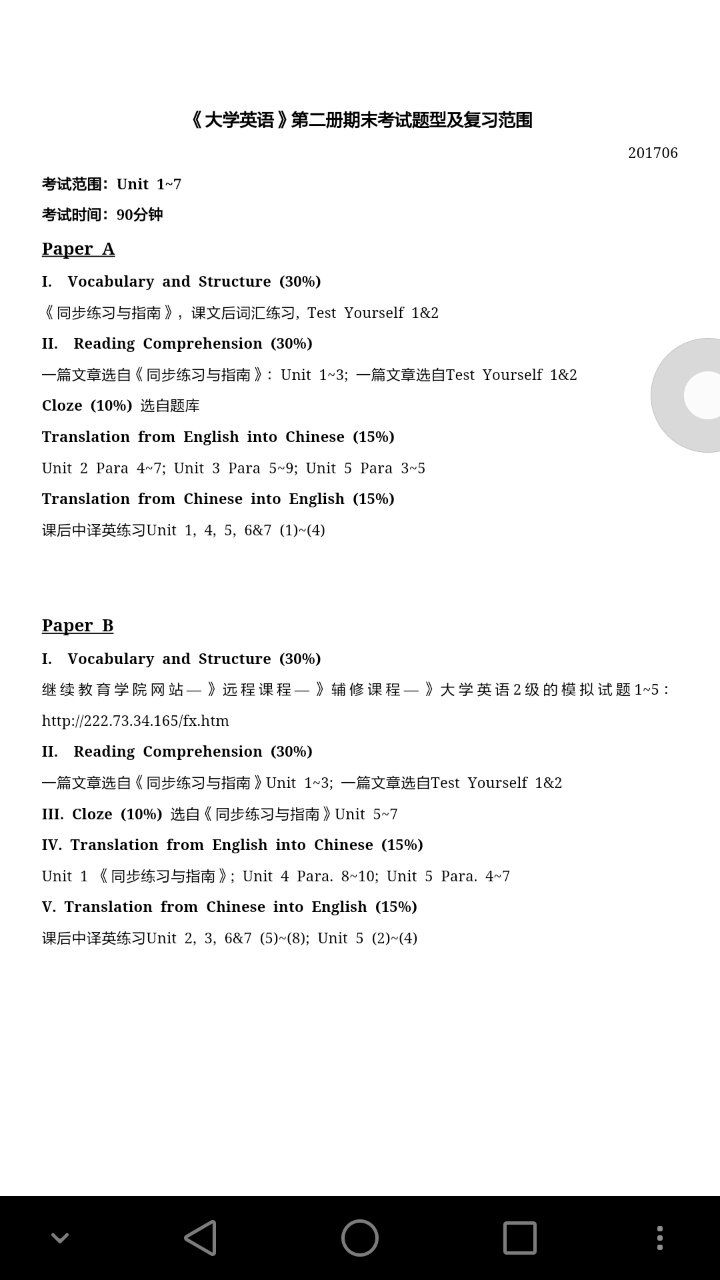 《大学英语》第二册期末考试题型及复习范围
201706
考试范围：Unit 1~7
考试时间：90分钟
Paper A
I. Vocabulary and Structure (30%)
《同步练习与指南》, 课文后词汇练习, Test Yourself 1&2
II. Reading Comprehension (30%)
一篇文章选自《同步练习与指南》：Unit 1~3; 一篇文章选自Test Yourself 1&2
Cloze (10%) 选自题库
Translation from English into Chinese (15%)
Unit 2 Para 4~7; Unit 3 Para 5~9; Unit 5 Para 3~5
Translation from Chinese into English (15%)
课后中译英练习Unit 1, 4, 5, 6&7 (1)~(4)
Paper B
I. Vocabulary and Structure (30%)
继续教育学院网站—》远程课程—》辅修课程—》大学英语2级的模拟试题1~5：
http://222.73.34.165/fx.htm
II. Reading Comprehension (30%)
一篇文章选自《同步练习与指南》Unit 1~3; 一篇文章选自Test Yourself 1&2
III. Cloze (10%) 选自《同步练习与指南》Unit 5~7
IV. Translation from English into Chinese (15%)
Unit 1 《同步练习与指南》; Unit 4 Para. 8~10; Unit 5 Para. 4~7
V. Translation from Chinese into English (15%)
课后中译英练习Unit 2, 3, 6&7 (5)~(8); Unit 5 (2)~(4)